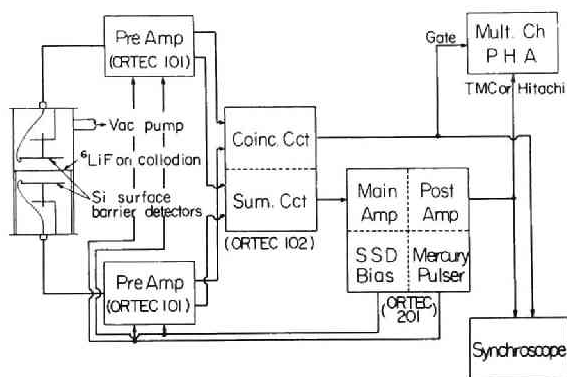 Pre Amp
(ORTEC 101)
Gate
Mult. Ch
P H A
TMC or Hitachi
Vac pump
⁶LiF on collodian
Si surface
barrier detectors
Coinc. Cct
Sum. Cct
(ORTEC 102)
Main
Amp
Post
Amp
SSD
Bias
Mercury
Pulser
(ORTEC
201)
Pre Amp
(ORTEC 101)
Synchroscope